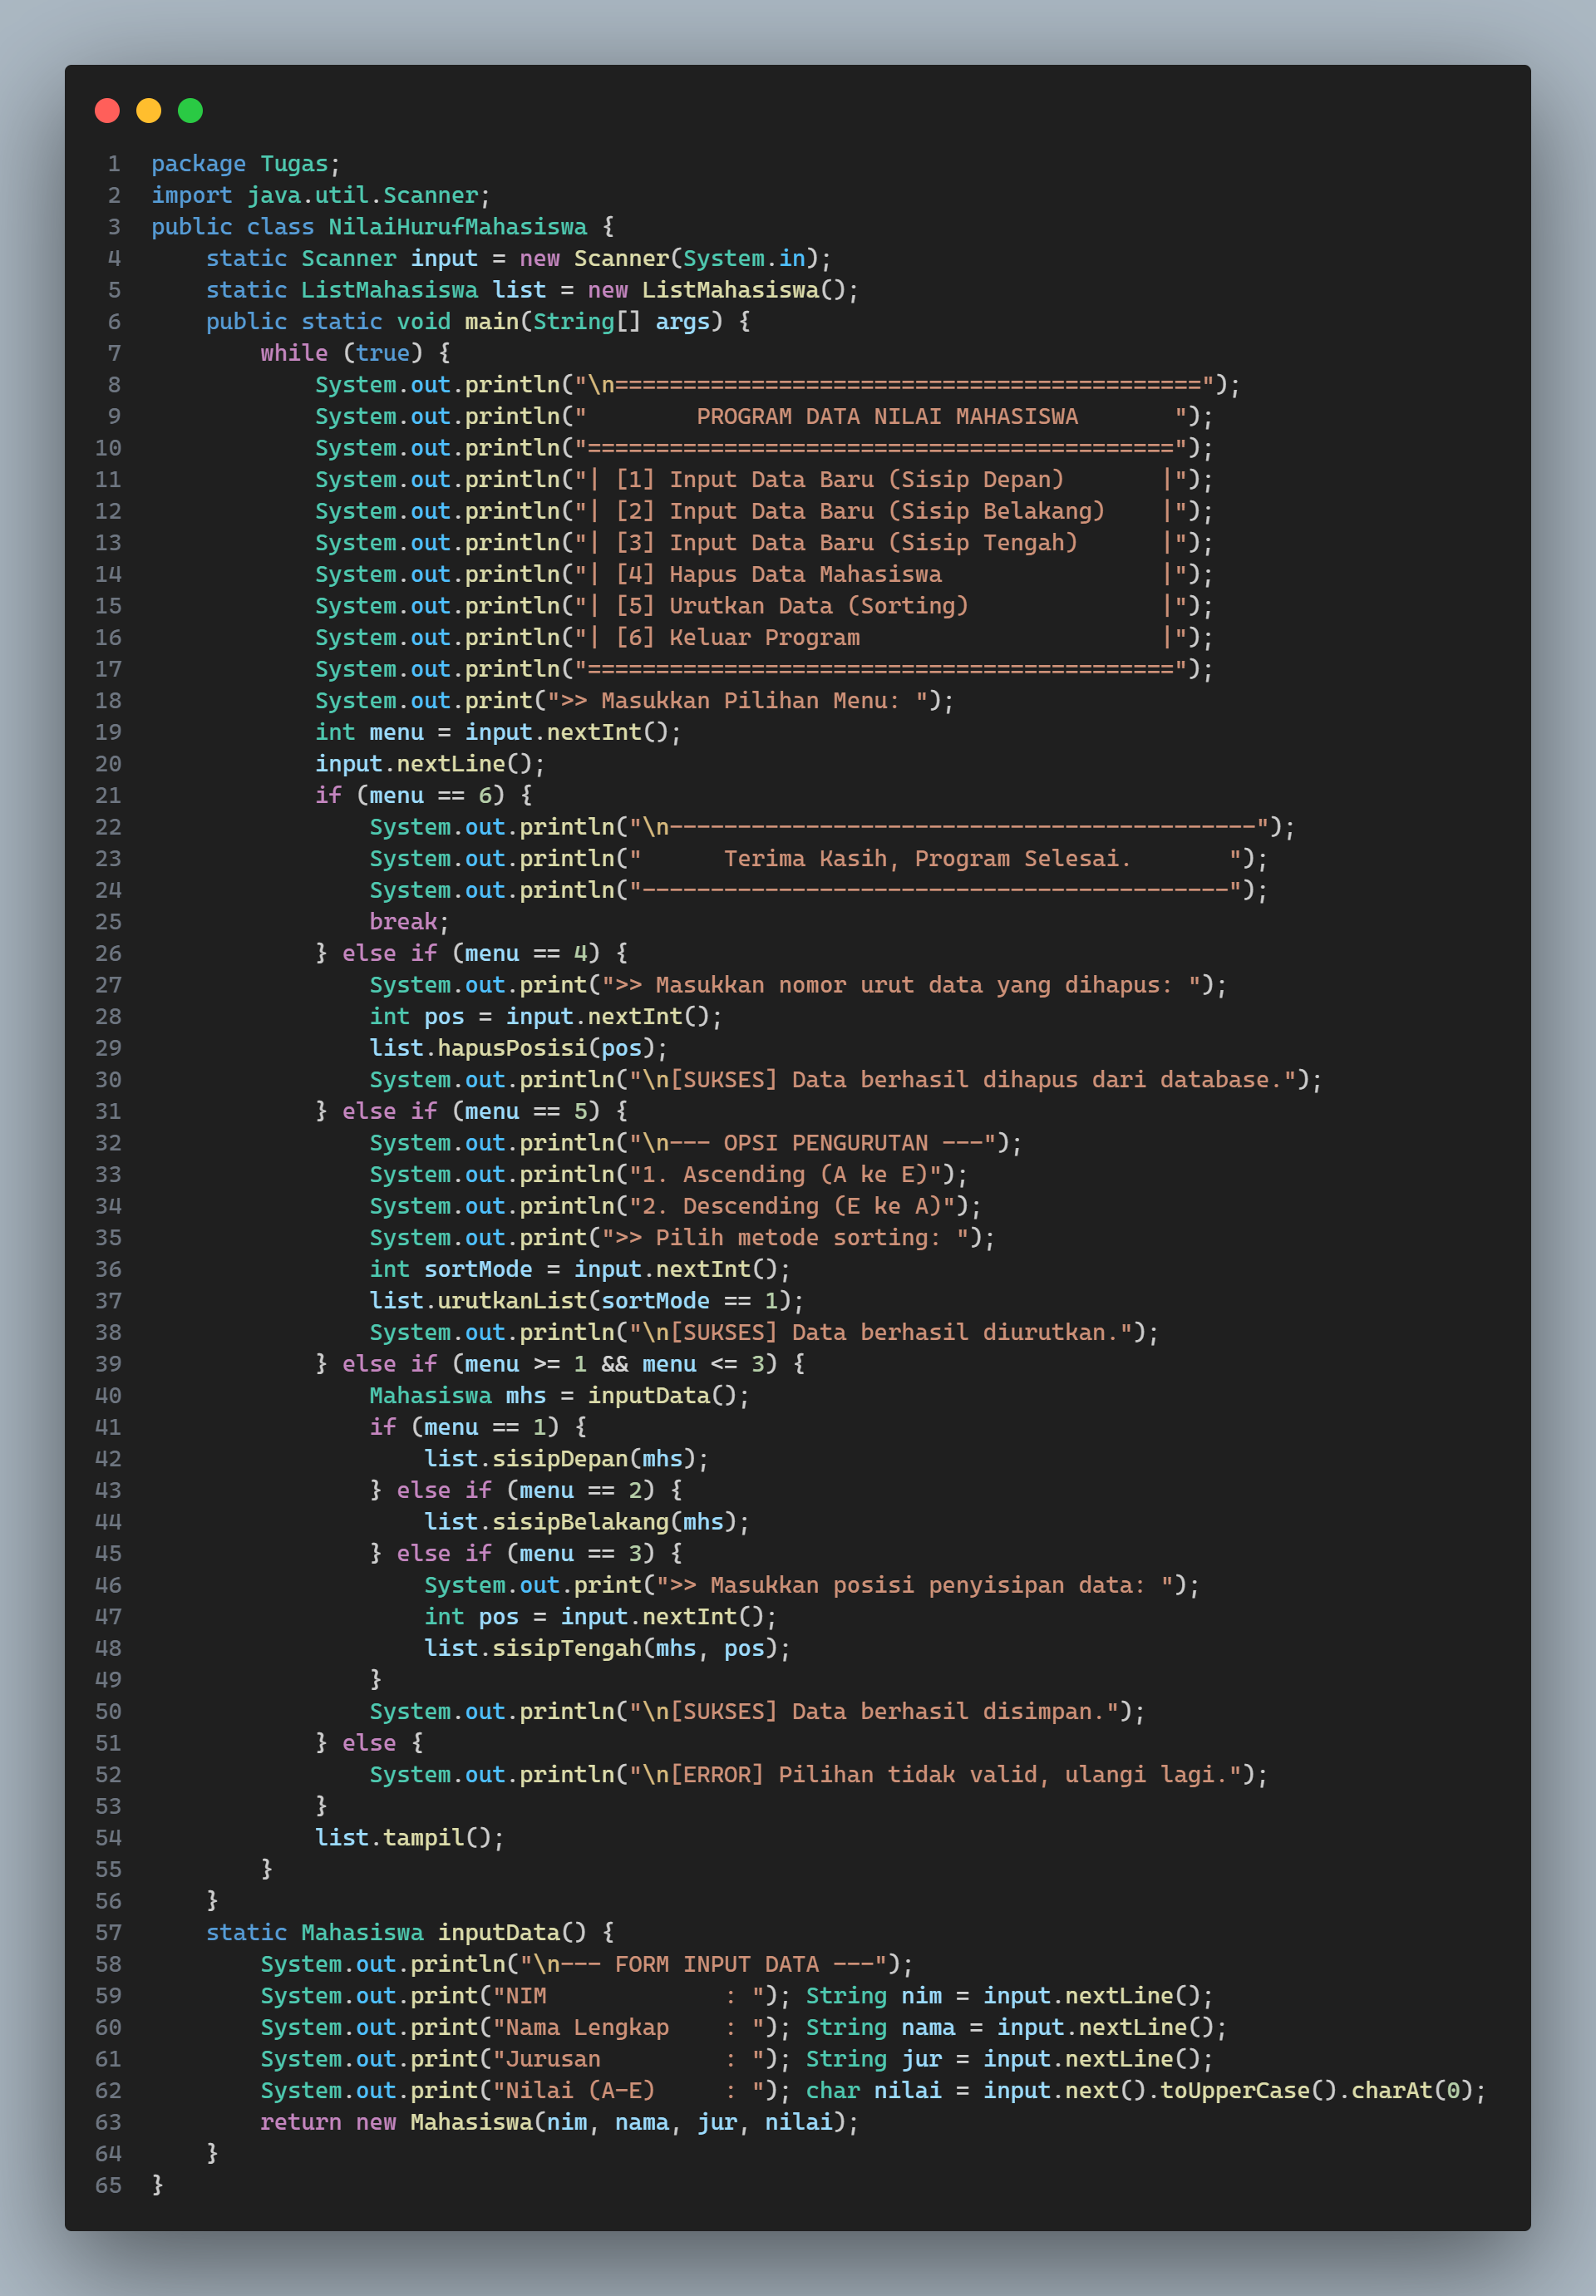 1 package Tugas;
2 import java.util.Scanner;
3 public class NilaiHurufMahasiswa {
4     static Scanner input = new Scanner(System.in);
5     static ListMahasiswa list = new ListMahasiswa();
6     public static void main(String[] args) {
7         while (true) {
8             System.out.println("\n===========================================");
9             System.out.println("        PROGRAM DATA NILAI MAHASISWA       ");
10             System.out.println("===========================================");
11             System.out.println("| [1] Input Data Baru (Sisip Depan)       |");
12             System.out.println("| [2] Input Data Baru (Sisip Belakang)    |");
13             System.out.println("| [3] Input Data Baru (Sisip Tengah)      |");
14             System.out.println("| [4] Hapus Data Mahasiswa                |");
15             System.out.println("| [5] Urutkan Data (Sorting)              |");
16             System.out.println("| [6] Keluar Program                      |");
17             System.out.println("===========================================");
18             System.out.print(">> Masukkan Pilihan Menu: ");
19             int menu = input.nextInt();
20             input.nextLine();
21             if (menu == 6) {
22                 System.out.println("\n-------------------------------------------");
23                 System.out.println("      Terima Kasih, Program Selesai.       ");
24                 System.out.println("-------------------------------------------");
25                 break;
26             } else if (menu == 4) {
27                 System.out.print(">> Masukkan nomor urut data yang dihapus: ");
28                 int pos = input.nextInt();
29                 list.hapusPosisi(pos);
30                 System.out.println("\n[SUKSES] Data berhasil dihapus dari database.");
31             } else if (menu == 5) {
32                 System.out.println("\n--- OPSI PENGURUTAN ---");
33                 System.out.println("1. Ascending (A ke E)");
34                 System.out.println("2. Descending (E ke A)");
35                 System.out.print(">> Pilih metode sorting: ");
36                 int sortMode = input.nextInt();
37                 list.urutkanList(sortMode == 1);
38                 System.out.println("\n[SUKSES] Data berhasil diurutkan.");
39             } else if (menu >= 1 && menu <= 3) {
40                 Mahasiswa mhs = inputData();
41                 if (menu == 1) {
42                     list.sisipDepan(mhs);
43                 } else if (menu == 2) {
44                     list.sisipBelakang(mhs);
45                 } else if (menu == 3) {
46                     System.out.print(">> Masukkan posisi penyisipan data: ");
47                     int pos = input.nextInt();
48                     list.sisipTengah(mhs, pos);
49                 }
50                 System.out.println("\n[SUKSES] Data berhasil disimpan.");
51             } else {
52                 System.out.println("\n[ERROR] Pilihan tidak valid, ulangi lagi.");
53             }
54             list.tampil();
55         }
56     }
57     static Mahasiswa inputData() {
58         System.out.println("\n--- FORM INPUT DATA ---");
59         System.out.print("NIM             : "); String nim = input.nextLine();
60         System.out.print("Nama Lengkap    : "); String nama = input.nextLine();
61         System.out.print("Jurusan         : "); String jur = input.nextLine();
62         System.out.print("Nilai (A-E)     : "); char nilai = input.next().toUpperCase().charAt(0);
63         return new Mahasiswa(nim, nama, jur, nilai);
64     }
65 }